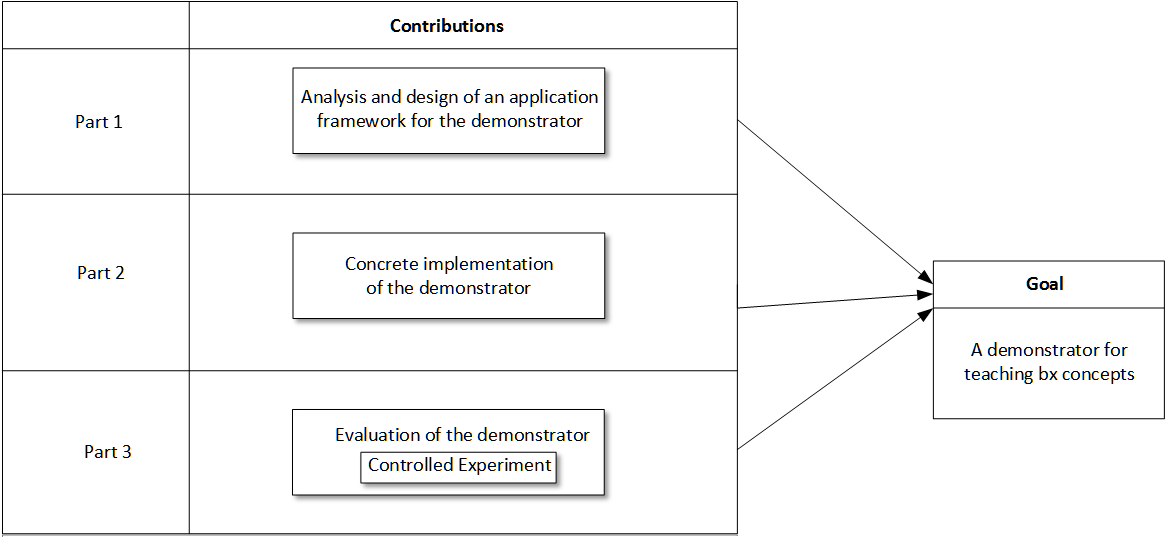 Contributions
Part 1
Analysis and design of an application
framework for the demonstrator
Part 2
Concrete implementation
of the demonstrator
Part 3
Evaluation of the demonstrator
Controlled Experiment
Goal
A demonstrator for
teaching bx concepts